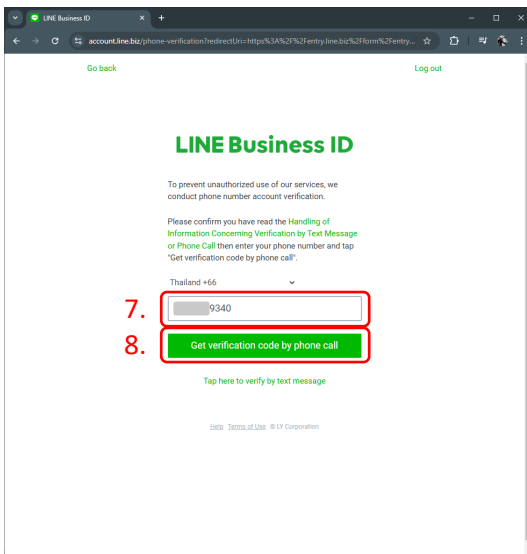 LINE Business ID
account.line.biz/phone-verification?redirectUri=https%3A%2F%2Fentry.line.biz%2Fform%2Fentry...
Go back
Log out
LINE Business ID
To prevent unauthorized use of our services, we
conduct phone number account verification.
Please confirm you have read the Handling of
Information Concerning Verification by Text Message
or Phone Call then enter your phone number and tap
"Get verification code by phone call".
Thailand +66
7.
9340
8.
Get verification code by phone call
Tap here to verify by text message
Help Terms of Use © LY Corporation